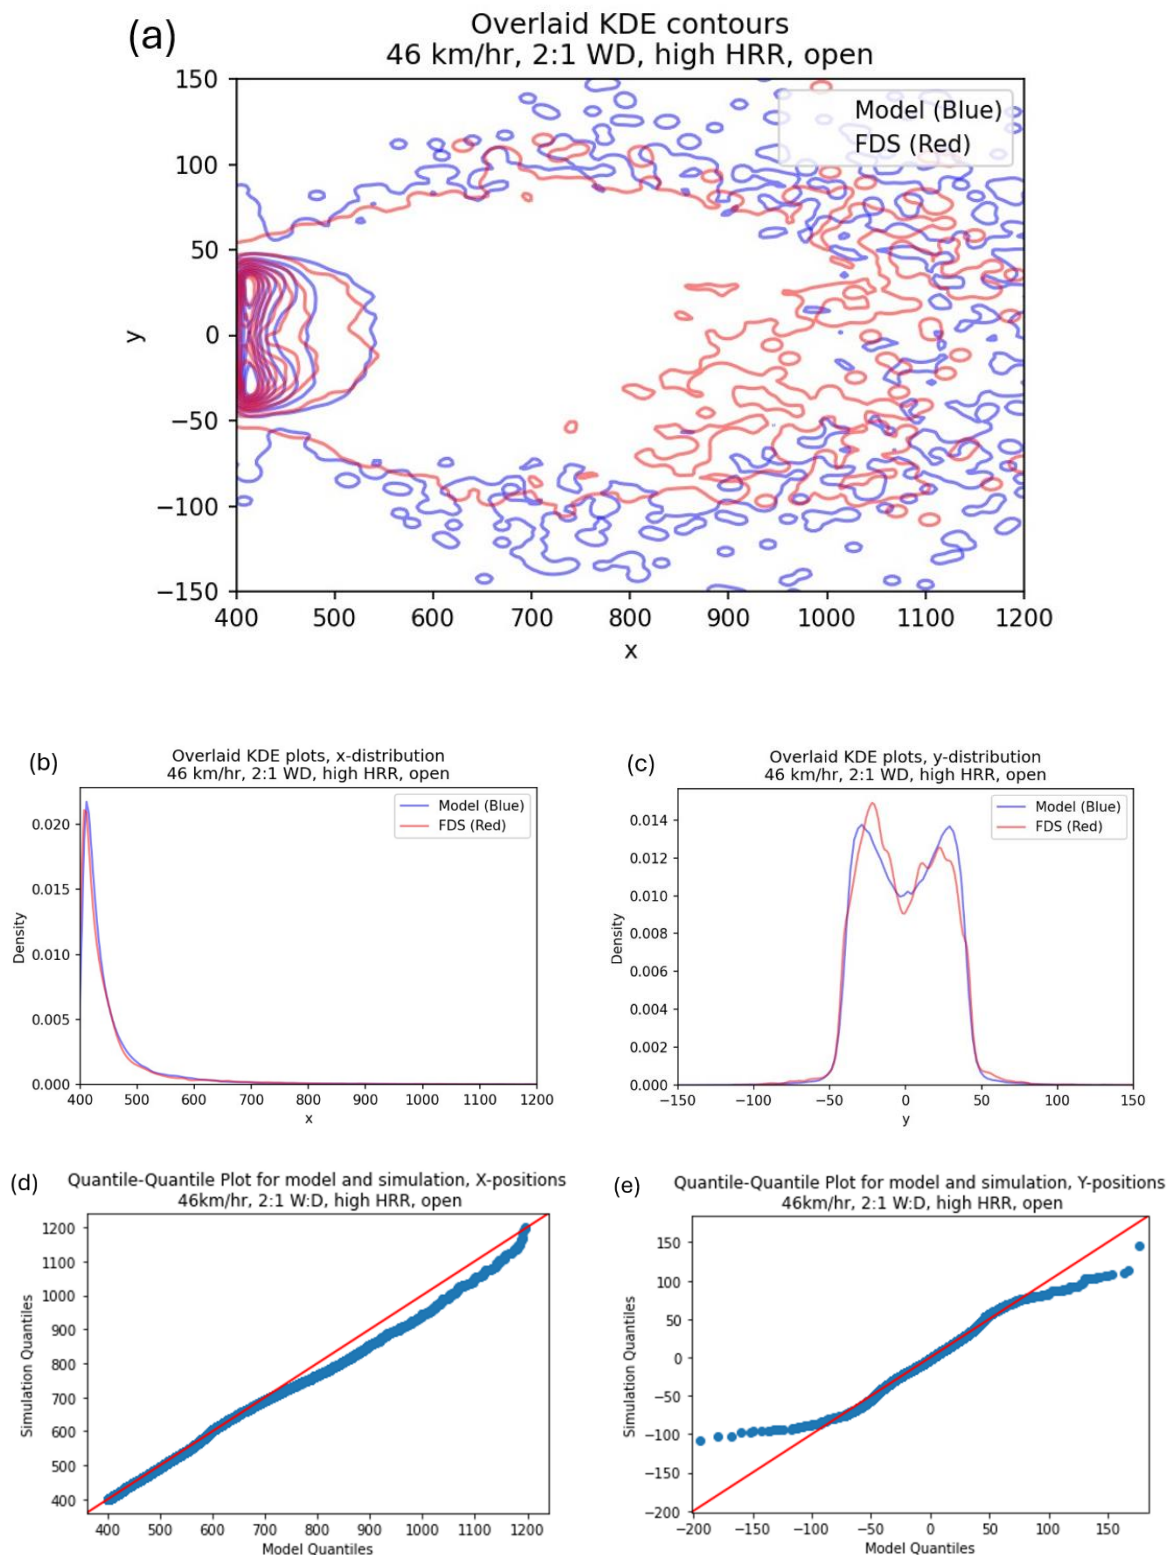 (a)
Overlaid KDE contours
46 km/hr, 2:1 WD, high HRR, open
Model (Blue)
FDS (Red)
150
100
50
0
−50
−100
−150
y
400 500 600 700 800 900 1000 1100 1200
x
(b)
Overlaid KDE plots, x-distribution
46 km/hr, 2:1 WD, high HRR, open
Model (Blue)
FDS (Red)
0.020
0.015
0.010
0.005
0.000
Density
400 500 600 700 800 900 1000 1100 1200
x
(c)
Overlaid KDE plots, y-distribution
46 km/hr, 2:1 WD, high HRR, open
Model (Blue)
FDS (Red)
0.014
0.012
0.010
0.008
0.006
0.004
0.002
0.000
Density
−150 −100 −50 0 50 100 150
y
(d)
Quantile-Quantile Plot for model and simulation, X-positions
46km/hr, 2:1 W:D, high HRR, open
1200
1100
1000
900
800
700
600
500
400
Simulation Quantiles
400 500 600 700 800 900 1000 1100 1200
Model Quantiles
(e)
Quantile-Quantile Plot for model and simulation, Y-positions
46km/hr, 2:1 W:D, high HRR, open
150
100
50
0
−50
−100
−150
−200
Simulation Quantiles
−200 −150 −100 −50 0 50 100 150
Model Quantiles